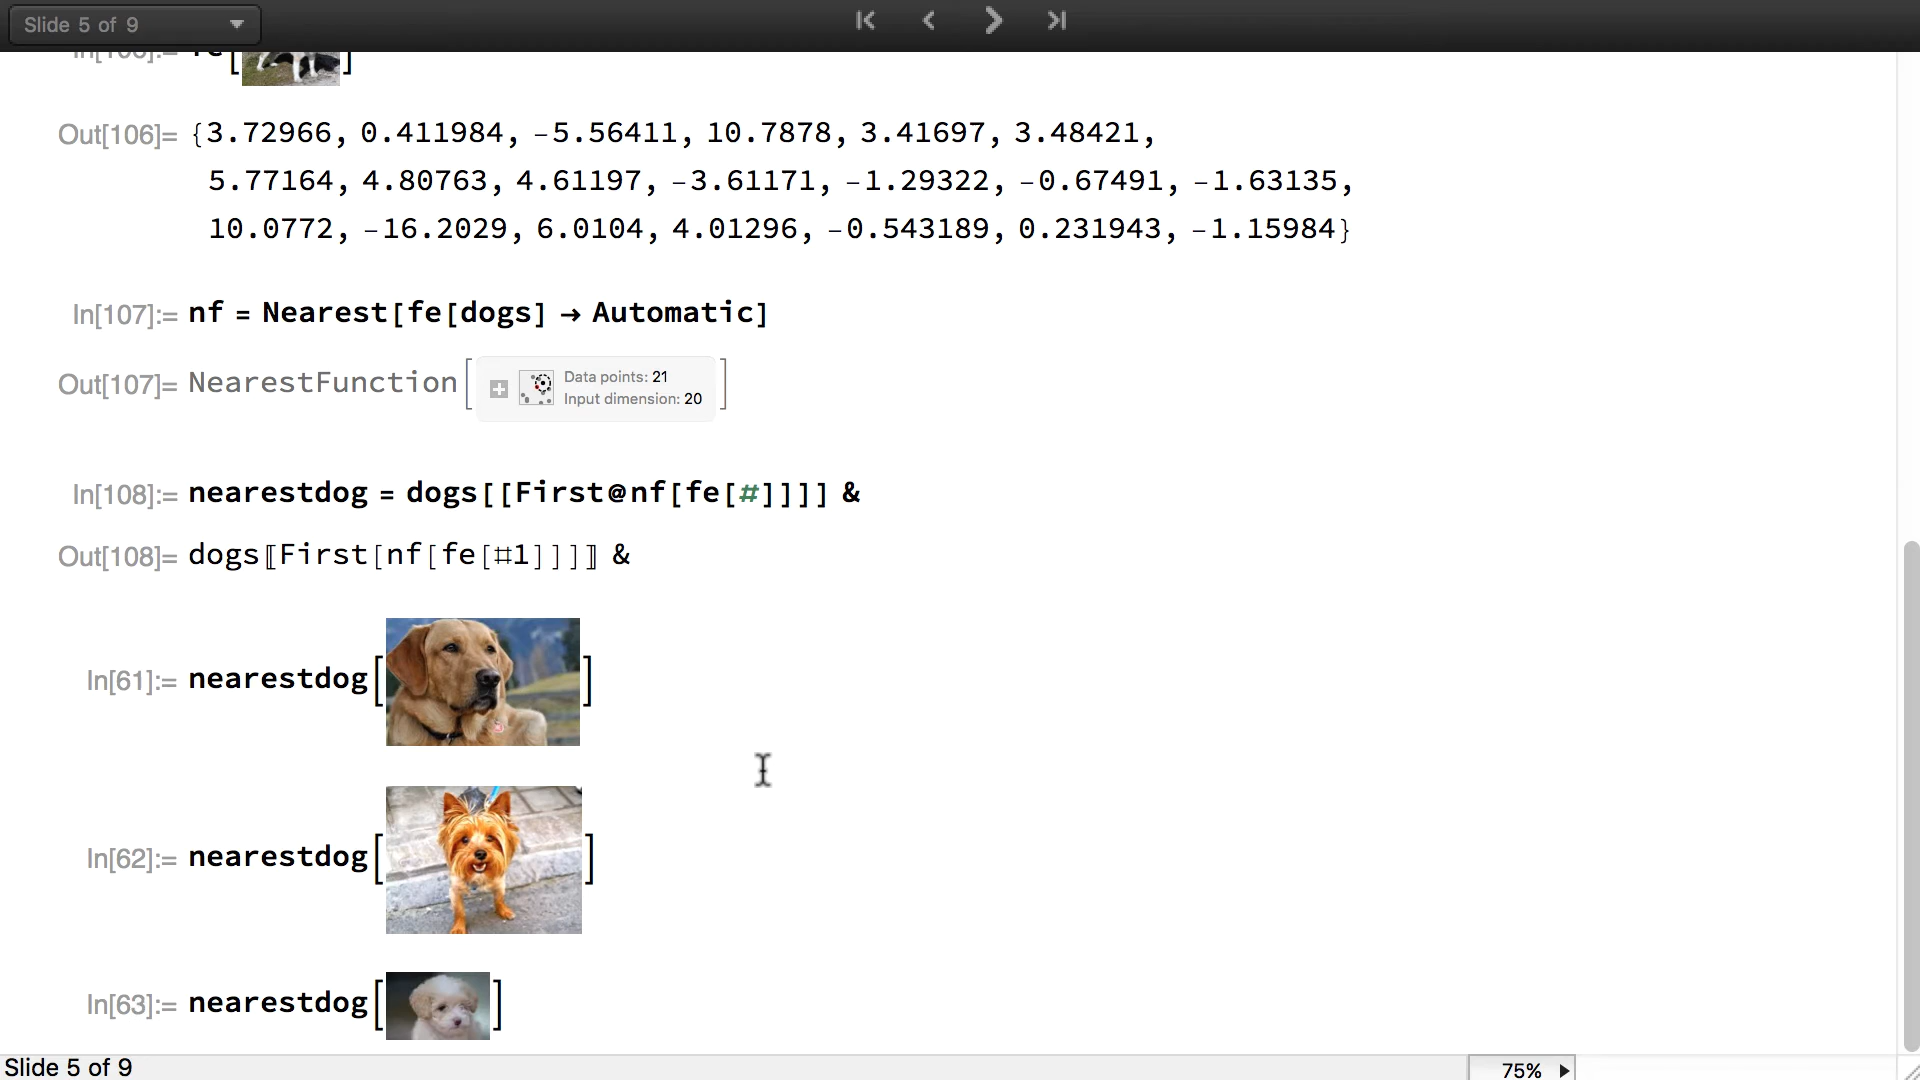 Slide 5 of 9
In[106]:= fe[ ]
Out[106]= {3.72966, 0.411984, -5.56411, 10.7878, 3.41697, 3.48421,
5.77164, 4.80763, 4.61197, -3.61171, -1.29322, -0.67491, -1.63135,
10.0772, -16.2029, 6.0104, 4.01296, -0.543189, 0.231943, -1.15984}
In[107]:= nf = Nearest[fe[dogs] → Automatic]
Out[107]= NearestFunction[ Data points: 21
Input dimension: 20 ]
In[108]:= nearestdog = dogs[[First@nf[fe[#]]]] &
Out[108]= dogs〚First[nf[fe[#1]]]〛 &
In[61]:= nearestdog[ ]
In[62]:= nearestdog[ ]
In[63]:= nearestdog[ ]
Slide 5 of 9
75%